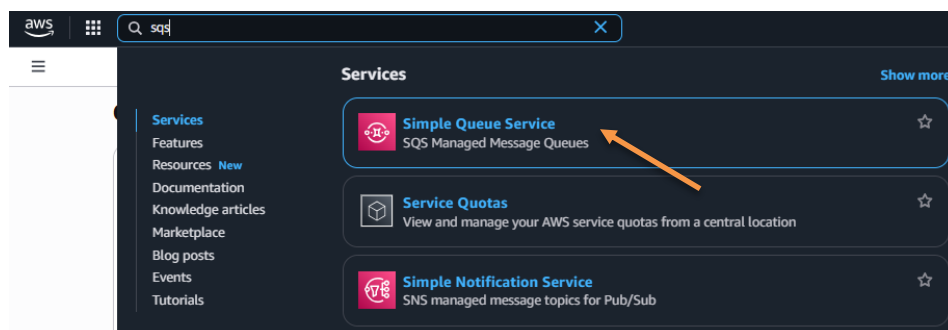 aws
sqs
Services
Show more
Services
Features
Resources New
Documentation
Knowledge articles
Marketplace
Blog posts
Events
Tutorials
Simple Queue Service
SQS Managed Message Queues
Service Quotas
View and manage your AWS service quotas from a central location
Simple Notification Service
SNS managed message topics for Pub/Sub